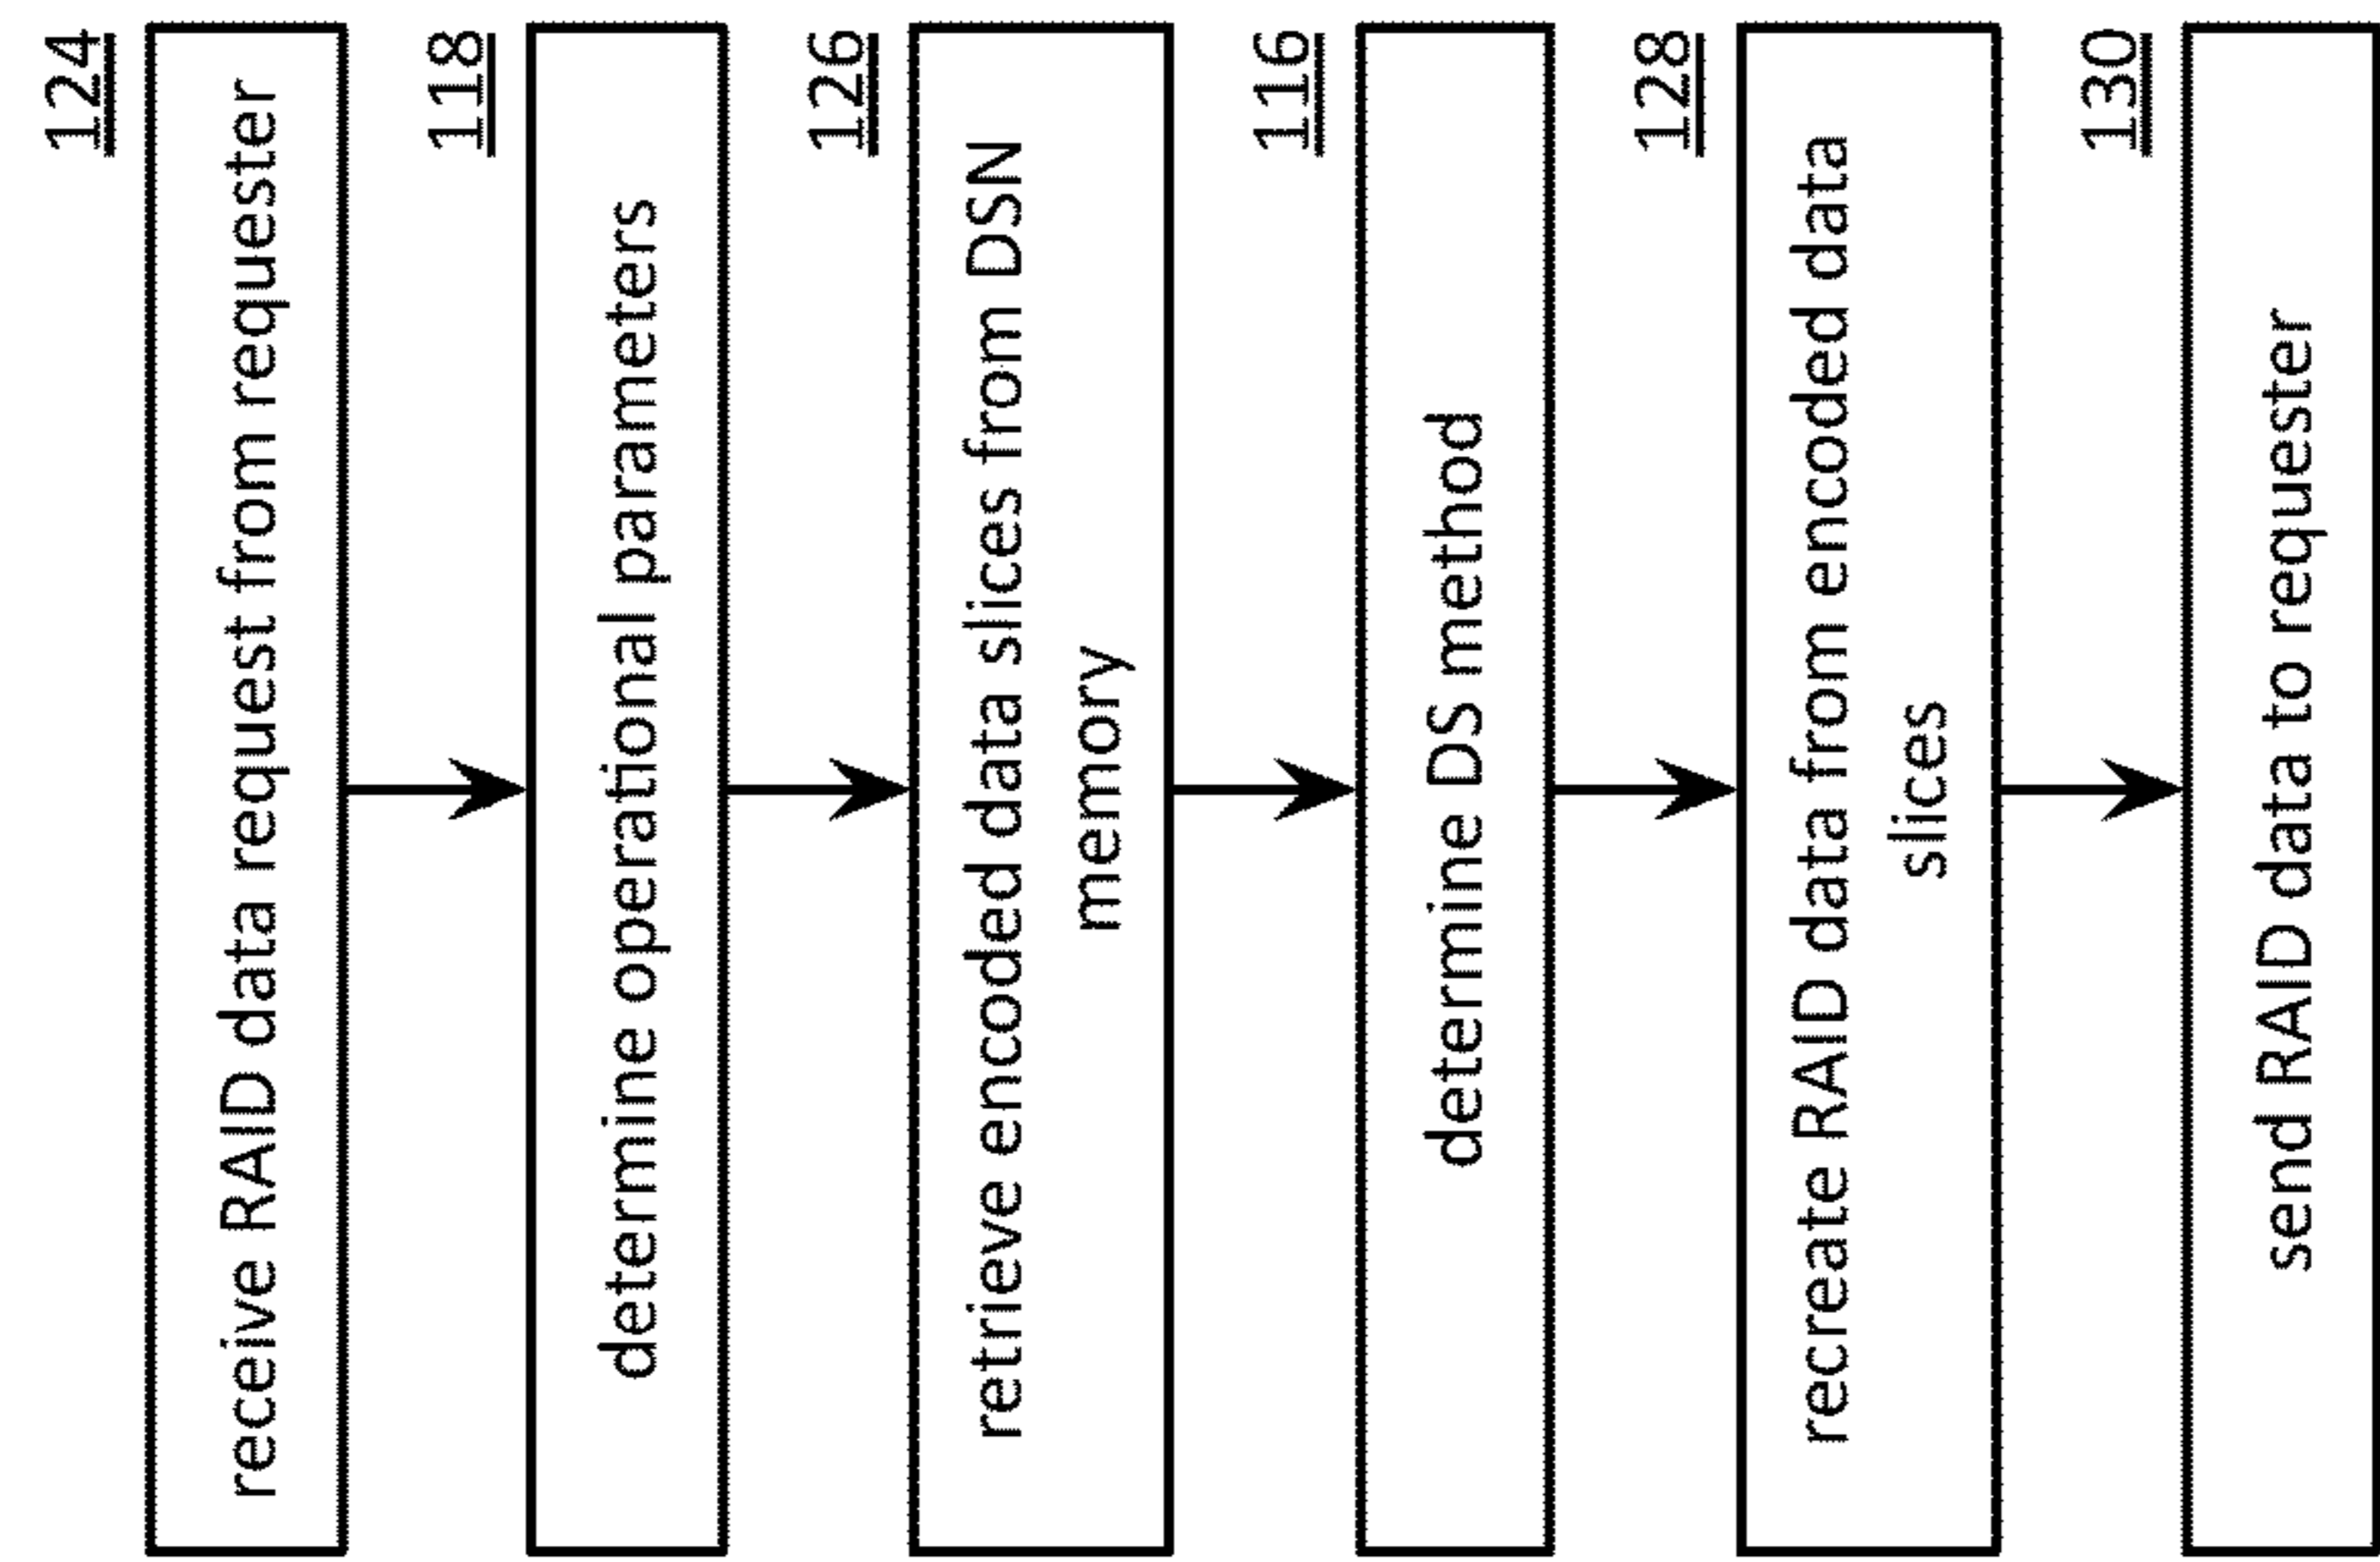 124
receive RAID data request from requester
118
determine operational parameters
126
retrieve encoded data slices from DSN
memory
116
determine DS method
128
recreate RAID data from encoded data
slices
130
send RAID data to requester